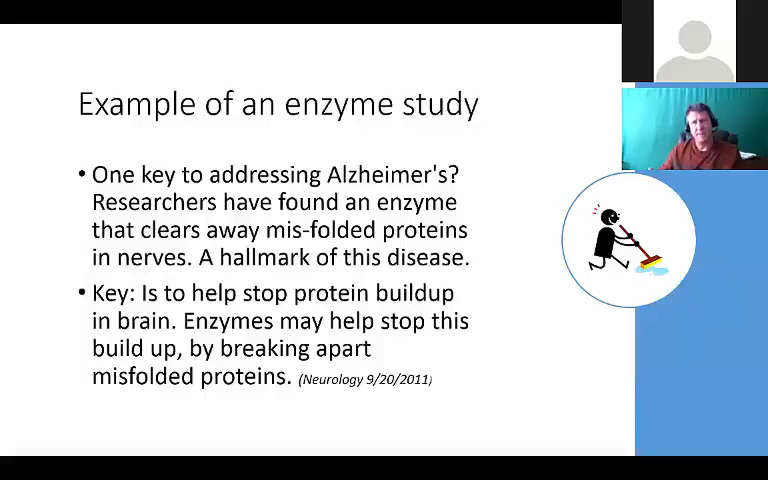 Example of an enzyme study
• One key to addressing Alzheimer's?
Researchers have found an enzyme
that clears away mis-folded proteins
in nerves. A hallmark of this disease.
• Key: Is to help stop protein buildup
in brain. Enzymes may help stop this
build up, by breaking apart
misfolded proteins. (Neurology 9/20/2011)